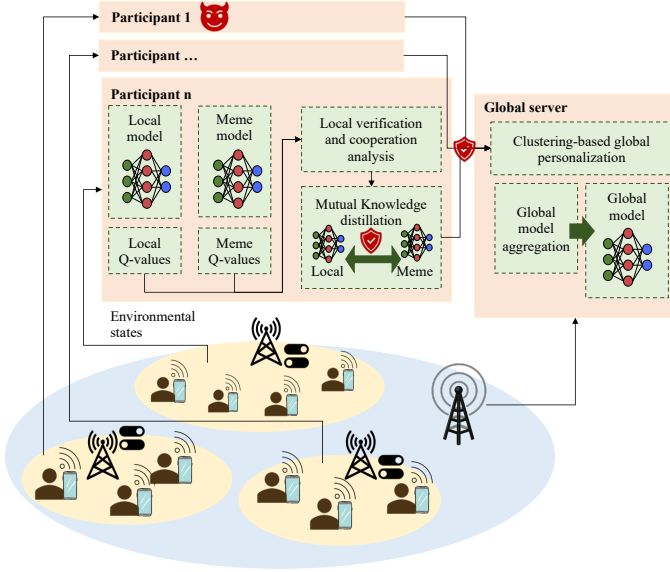 Participant 1
Participant ...
Participant n
Local
model
Meme
model
Local
Q-values
Meme
Q-values
Local verification
and cooperation
analysis
Mutual Knowledge
distillation
Local
Meme
Global server
Clustering-based global
personalization
Global
model
aggregation
Global
model
Environmental
states